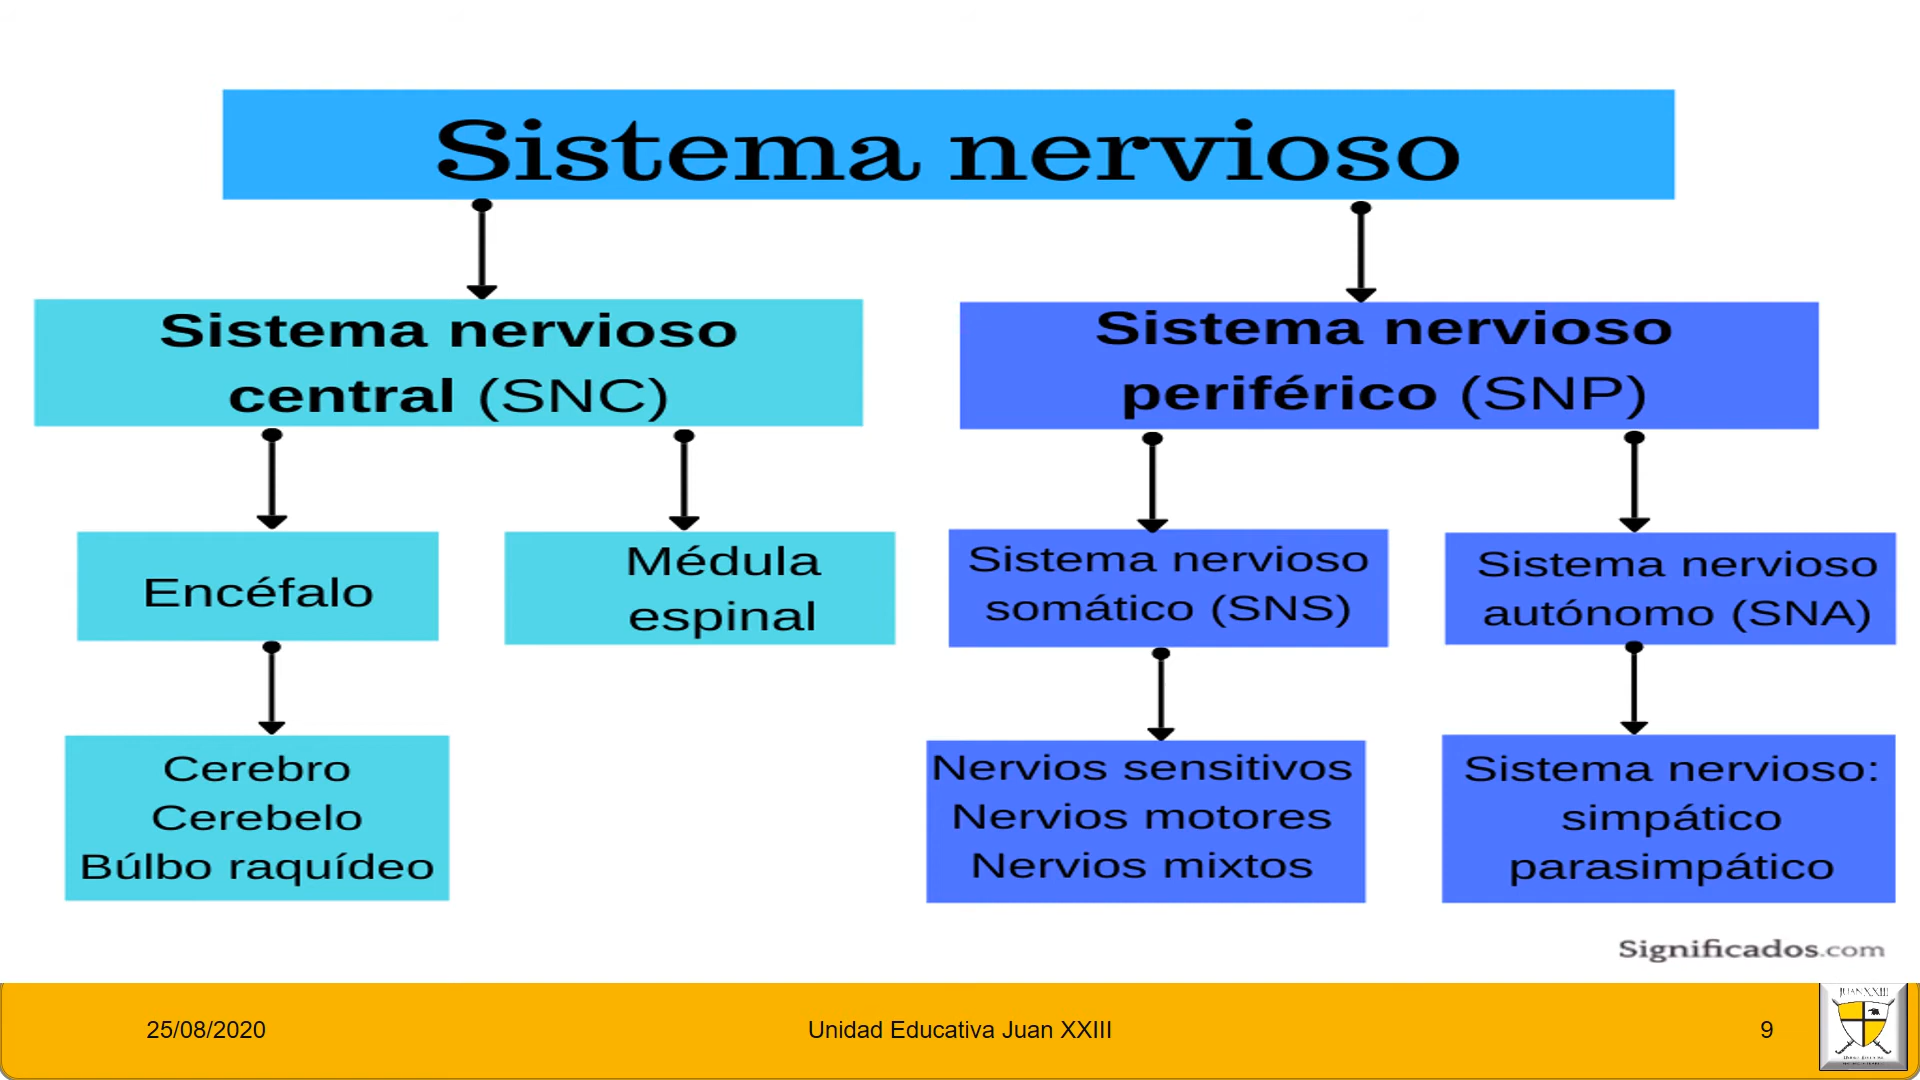 Sistema nervioso
Sistema nervioso
central (SNC)
Sistema nervioso
periférico (SNP)
Encéfalo
Médula
espinal
Sistema nervioso
somático (SNS)
Sistema nervioso
autónomo (SNA)
Cerebro
Cerebelo
Búlbo raquídeo
Nervios sensitivos
Nervios motores
Nervios mixtos
Sistema nervioso:
simpático
parasimpático
Significados.com
25/08/2020
Unidad Educativa Juan XXIII
9
JUAN XXIII